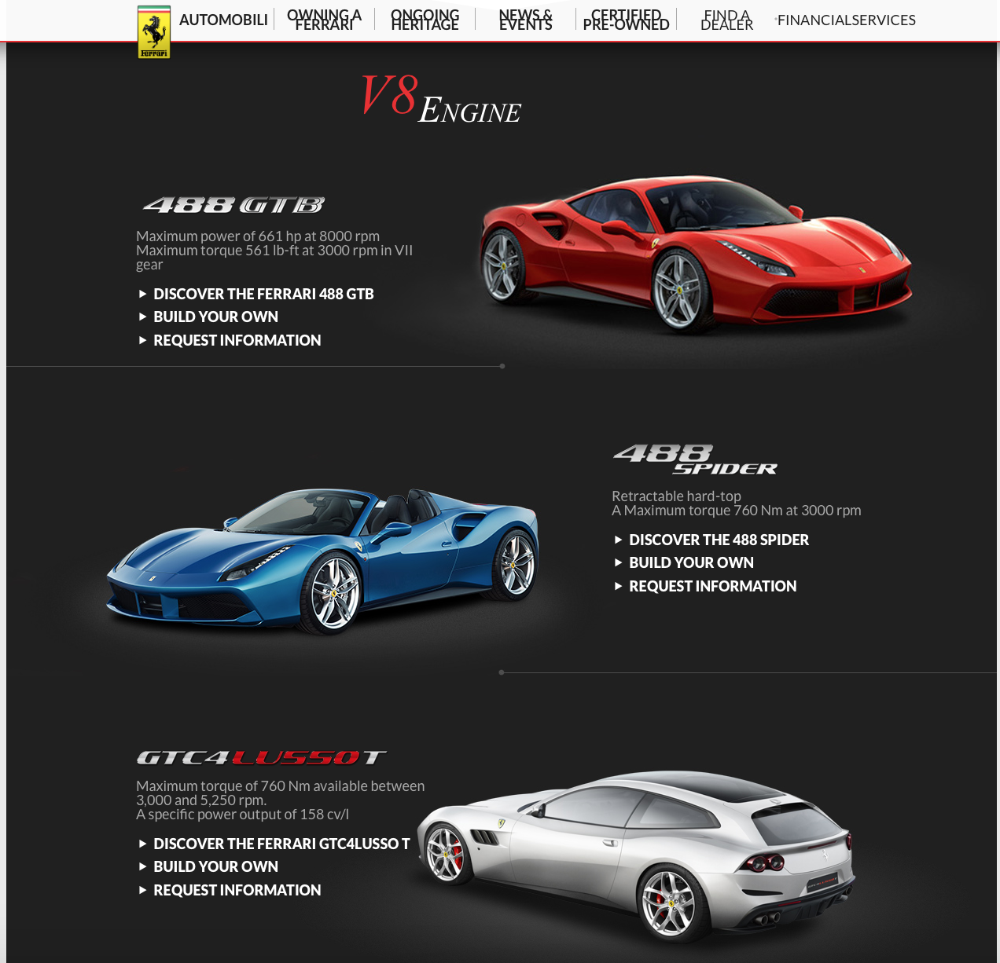 AUTOMOBILI
OWNING A
FERRARI
ONGOING
HERITAGE
NEWS &
EVENTS
CERTIFIED
PRE-OWNED
FIND A
DEALER
FINANCIALSERVICES
Ferrari
V8 ENGINE
488 GTB
Maximum power of 661 hp at 8000 rpm
Maximum torque 561 lb-ft at 3000 rpm in VII
gear
DISCOVER THE FERRARI 488 GTB
BUILD YOUR OWN
REQUEST INFORMATION
488
SPIDER
Retractable hard-top
A Maximum torque 760 Nm at 3000 rpm
DISCOVER THE 488 SPIDER
BUILD YOUR OWN
REQUEST INFORMATION
GTC4LUSSOT
Maximum torque of 760 Nm available between
3,000 and 5,250 rpm.
A specific power output of 158 cv/l
DISCOVER THE FERRARI GTC4LUSSO T
BUILD YOUR OWN
REQUEST INFORMATION